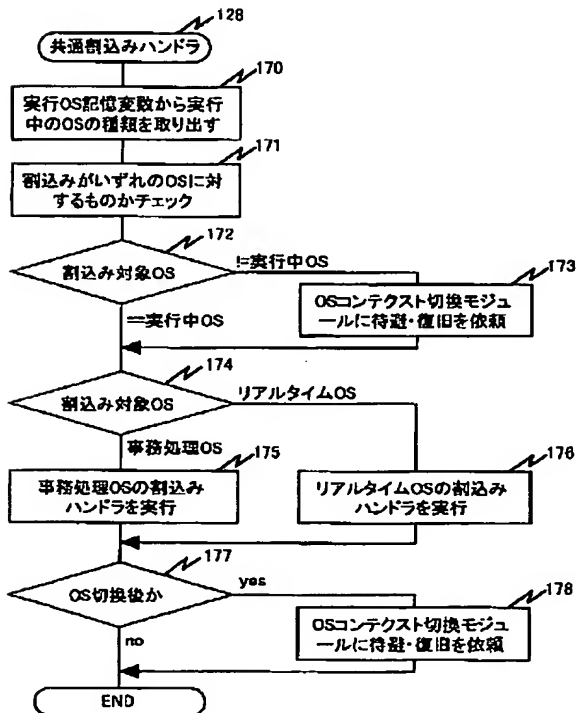 128
共通割込みハンドラ
170
実行OS記憶変数から実行
中のOSの種類を取り出す
171
割込みがいずれのOSに対
するものかチェック
172
割込み対象OS
!=実行中OS
173
OSコンテクスト切換モジュ
ールに待避・復旧を依頼
==実行中OS
174
割込み対象OS
リアルタイムOS
事務処理OS
175
176
事務処理OSの割込み
ハンドラを実行
リアルタイムOSの割込み
ハンドラを実行
177
OS切換後か
yes
178
OSコンテクスト切換モジュ
ールに待避・復旧を依頼
no
END